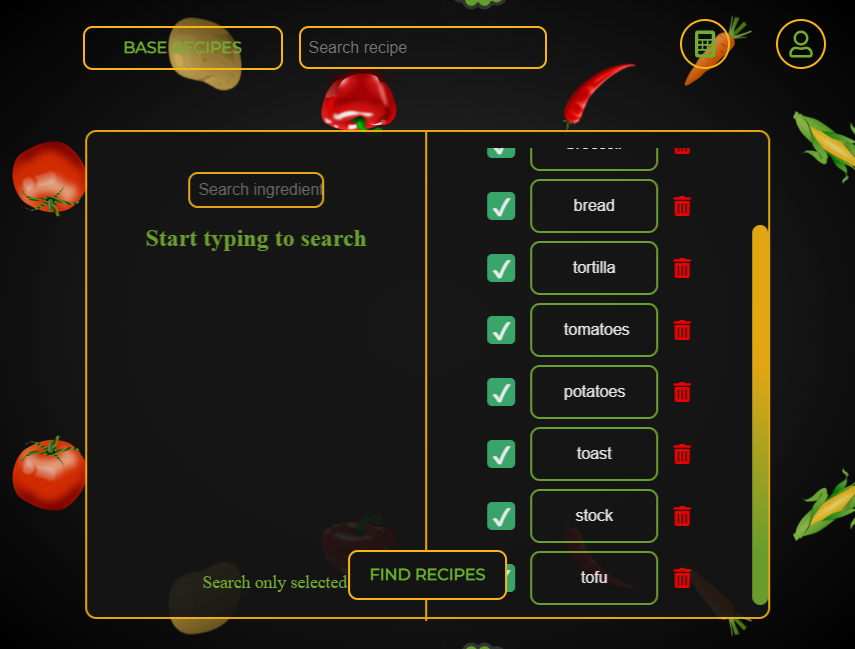 BASE RECIPES
Search recipe
Search ingredient
Start typing to search
bread
tortilla
tomatoes
potatoes
toast
stock
tofu
Search only selected
FIND RECIPES